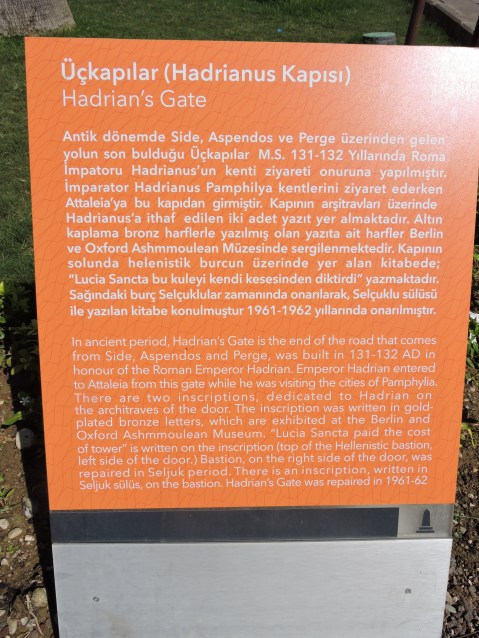 Üçkapılar (Hadrianus Kapısı)
Hadrian's Gate
Antik dönemde Side, Aspendos ve Perge üzerinden gelen
yolun son bulduğu Üçkapılar M.S. 131-132 Yıllarında Roma
İmpatoru Hadrianus'un kenti ziyareti onuruna yapılmıştır.
İmparator Hadrianus Pamphilya kentlerini ziyaret ederken
Attaleia'ya bu kapıdan girmiştir. Kapının arşitravları üzerinde
Hadrianus'a ithaf edilen iki adet yazıt yer almaktadır. Altın
kaplama bronz harflerle yazılmış olan yazıta ait harfler Berlin
ve Oxford Ashmmoulean Müzesinde sergilenmektedir. Kapının
solunda helenistik burcun üzerinde yer alan kitabede;
"Lucia Sancta bu kuleyi kendi kesesinden diktirdi" yazmaktadır.
Sağındaki burç Selçuklular zamanında onarılarak, Selçuklu sülüsü
ile yazılan kitabe konulmuştur 1961-1962 yıllarında onarılmıştır.
In ancient period, Hadrian's Gate is the end of the road that comes
from Side, Aspendos and Perge, was built in 131-132 AD in
honour of the Roman Emperor Hadrian. Emperor Hadrian entered
to Attaleia from this gate while he was visiting the cities of Pamphylia.
There are two inscriptions, dedicated to Hadrian on
the architraves of the door. The inscription was written in gold-
plated bronze letters, which are exhibited at the Berlin and
Oxford Ashmmoulean Museum. "Lucia Sancta paid the cost
of tower" is written on the inscription (top of the Hellenistic bastion,
left side of the door.) Bastion, on the right side of the door, was
repaired in Seljuk period. There is an inscription, written in
Seljuk sülüs, on the bastion. Hadrian's Gate was repaired in 1961-62